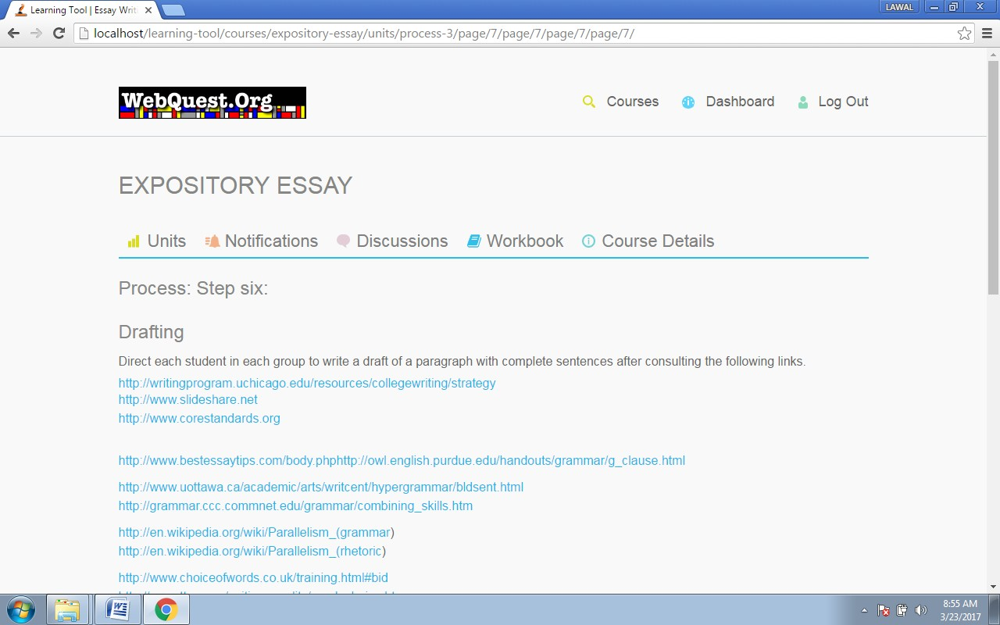 Learning Tool | Essay Writ
LAWAL
localhost/learning-tool/courses/expository-essay/units/process-3/page/7/page/7/page/7/page/7/
WebQuest.Org
Courses
Dashboard
Log Out
EXPOSITORY ESSAY
Units
Notifications
Discussions
Workbook
Course Details
Process: Step six:
Drafting
Direct each student in each group to write a draft of a paragraph with complete sentences after consulting the following links.
http://writingprogram.uchicago.edu/resources/collegewriting/strategy
http://www.slideshare.net
http://www.corestandards.org
http://www.bestessaytips.com/body.phphttp://owl.english.purdue.edu/handouts/grammar/g_clause.html
http://www.uottawa.ca/academic/arts/writcent/hypergrammar/bldsent.html
http://grammar.ccc.commnet.edu/grammar/combining_skills.htm
http://en.wikipedia.org/wiki/Parallelism_(grammar)
http://en.wikipedia.org/wiki/Parallelism_(rhetoric)
http://www.choiceofwords.co.uk/training.html#bid
8:55 AM
3/23/2017